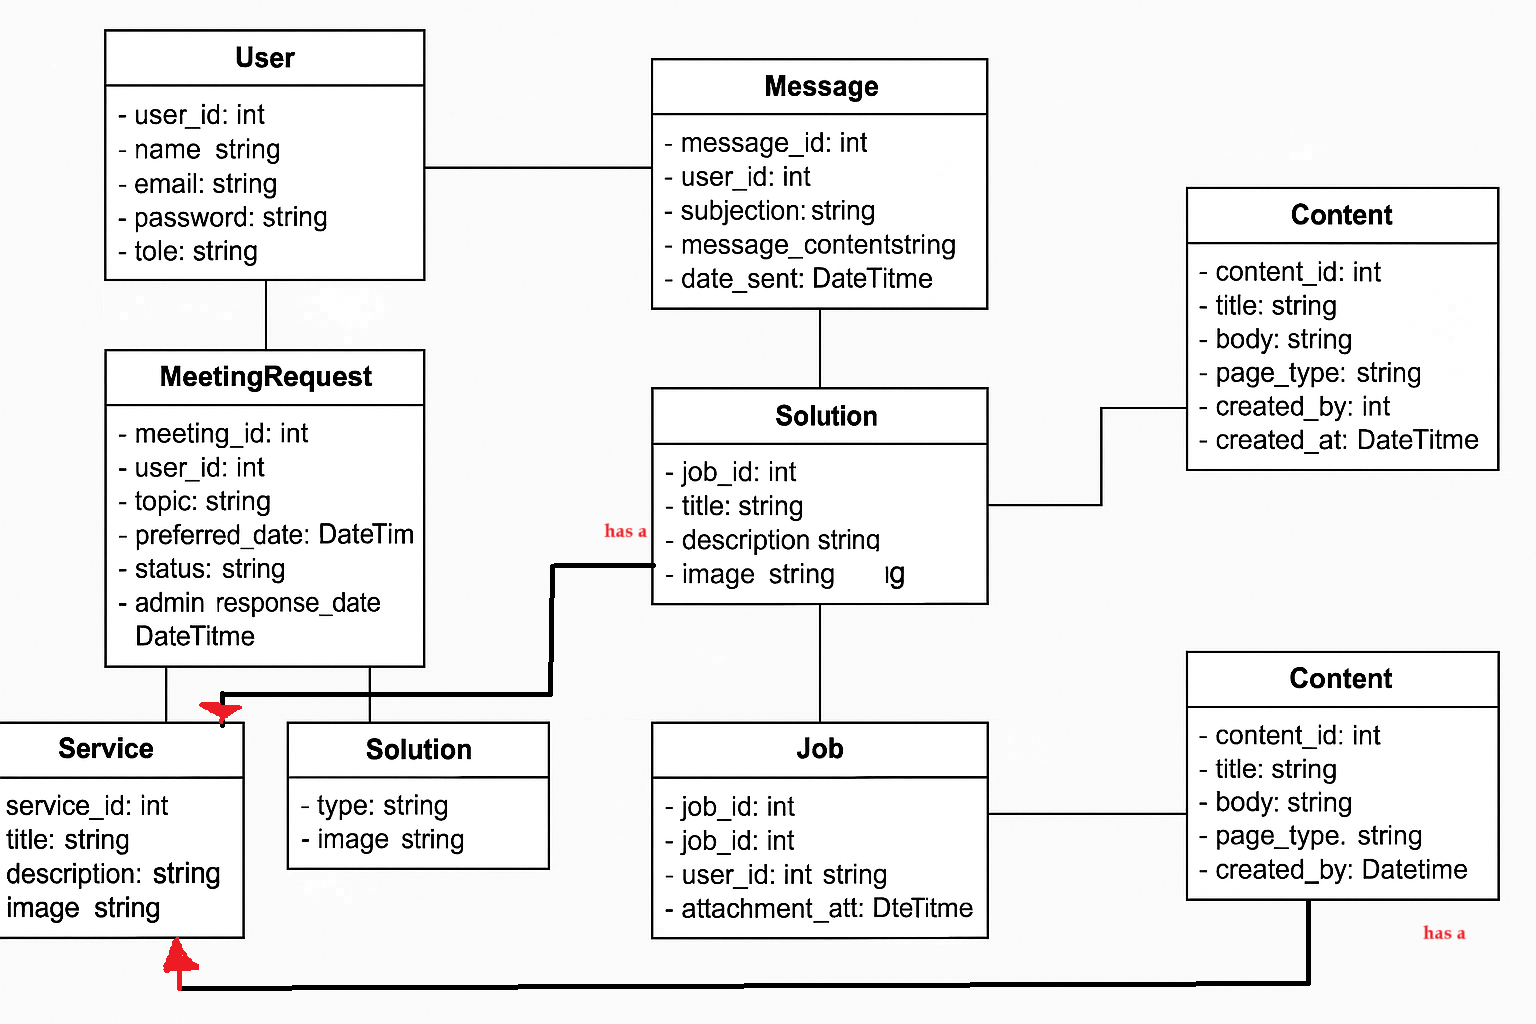 User
- user_id: int
- name string
- email: string
- password: string
- tole: string
Message
- message_id: int
- user_id: int
- subjection: string
- message_contentstring
- date_sent: DateTitme
Content
- content_id: int
- title: string
- body: string
- page_type: string
- created_by: int
- created_at: DateTitme
MeetingRequest
- meeting_id: int
- user_id: int
- topic: string
- preferred_date: DateTim
- status: string
- admin response_date
DateTitme
Solution
- job_id: int
- title: string
- description string
- image string g
has a
Service
service_id: int
title: string
description: string
image string
Solution
- type: string
- image string
Job
- job_id: int
- job_id: int
- user_id: int string
- attachment_att: DteTitme
Content
- content_id: int
- title: string
- body: string
- page_type. string
- created_by: Datetime
has a